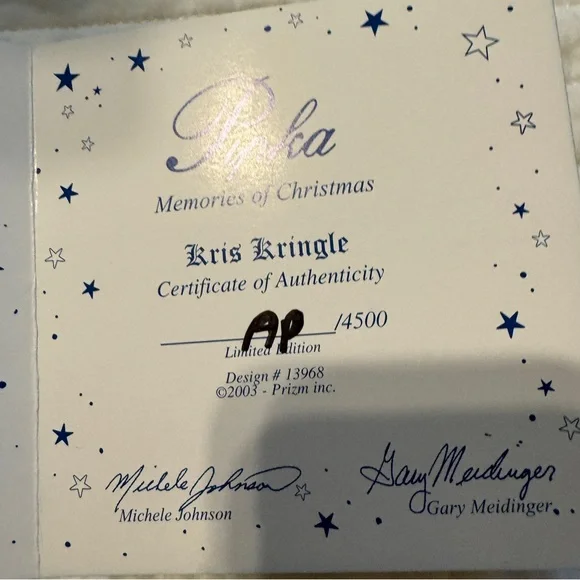 Pipka
Memories of Christmas
Kris Kringle
Certificate of Authenticity
AP /4500
Limited Edition
Design # 13968
©2003 - Prizm inc.
Michele Johnson Gary Meidinger
Michele Johnson Gary Meidinger